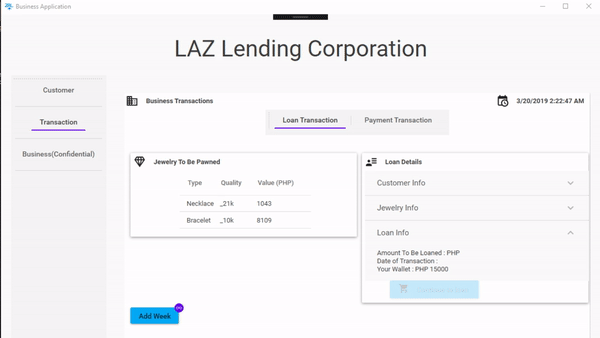 Business Application
LAZ Lending Corporation
Customer
Transaction
Business(Confidential)
Business Transactions
3/20/2019 2:22:47 AM
Loan Transaction Payment Transaction
Jewelry To Be Pawned
Type Quality Value (PHP)
Necklace _21k 1043
Bracelet _10k 8109
Loan Details
Customer Info
Jewelry Info
Loan Info
Amount To Be Loaned : PHP
Date of Transaction :
Your Wallet : PHP 15000
Add Week